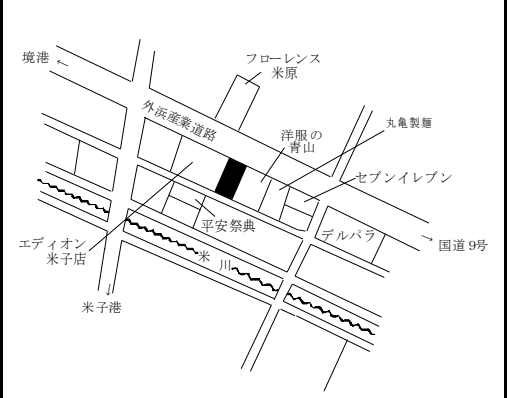 フローレンス
米原
境港 ←
外浜産業道路
洋服の
青山
丸亀製麺
セブンイレブン
平安祭典
デルパラ
→ 国道9号
エディオン
米子店
米川
↓
米子港